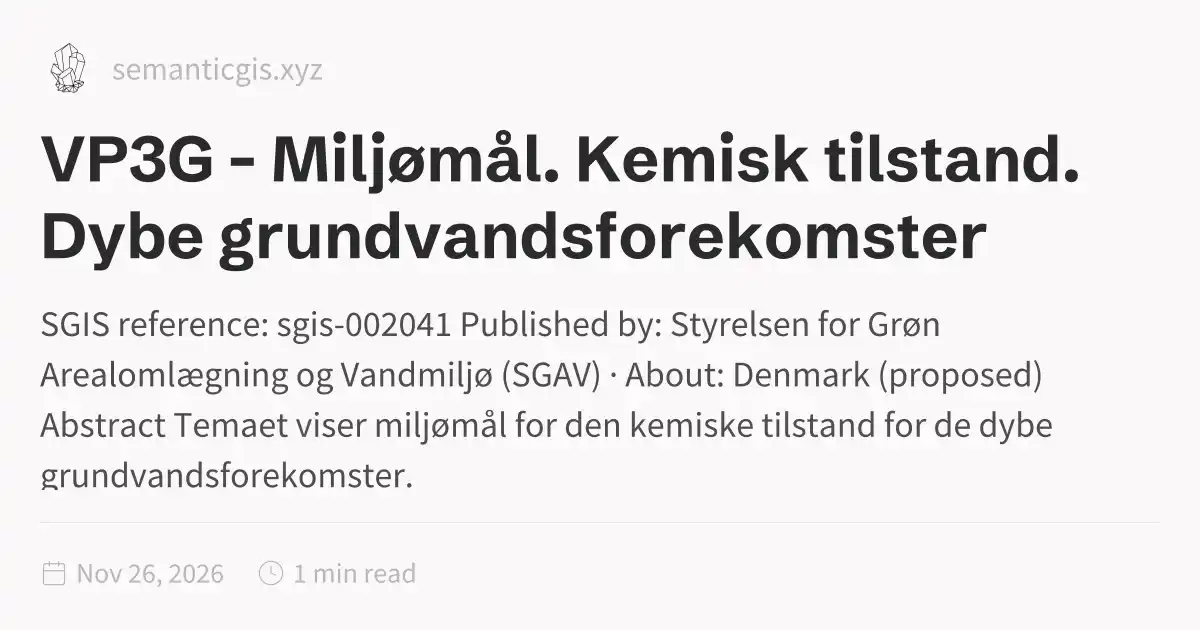 semanticgis.xyz
VP3G - Miljømål. Kemisk tilstand.
Dybe grundvandsforekomster
SGIS reference: sgis-002041 Published by: Styrelsen for Grøn
Arealomlægning og Vandmiljø (SGAV) · About: Denmark (proposed)
Abstract Temaet viser miljømål for den kemiske tilstand for de dybe
grundvandsforekomster.
Nov 26, 2026 1 min read